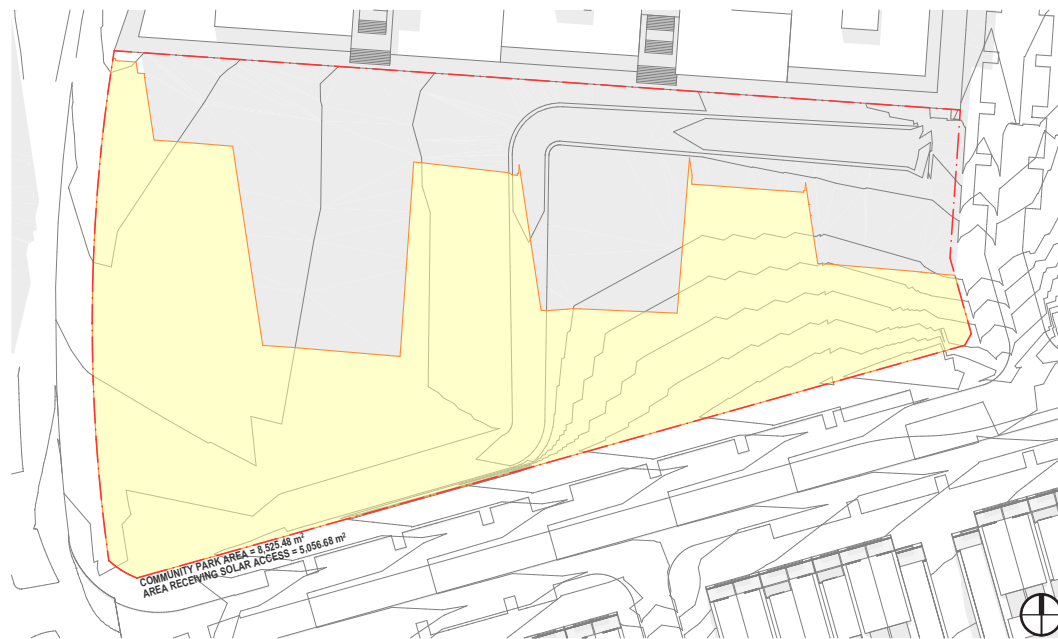 COMMUNITY PARK AREA = 8,525.48 m²
AREA RECEIVING SOLAR ACCESS = 5,056.68 m²